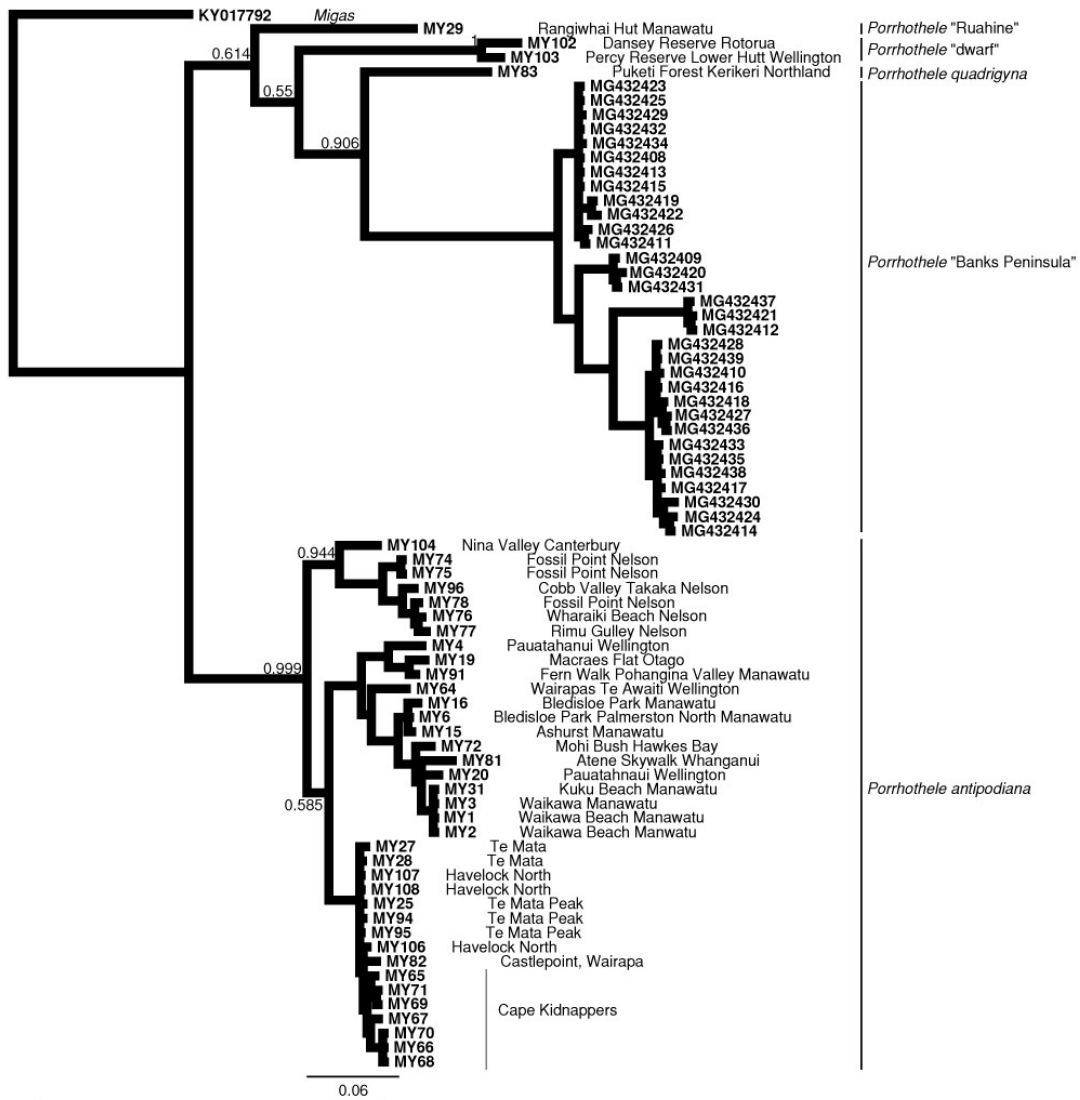 KY017792 Migas
MY29 Rangiwhai Hut Manawatu Porrhothele "Ruahine"
0.614
1 MY102 Dansey Reserve Rotorua Porrhothele "dwarf"
MY103 Percy Reserve Lower Hutt Wellington
MY83 Puketi Forest Kerikeri Northland Porrhothele quadrigyna
0.55
MG432423
MG432425
MG432429
MG432432
MG432434
0.906
MG432408
MG432413
MG432415
MG432419
MG432422
MG432426
MG432411
MG432409
Porrhothele "Banks Peninsula"
MG432420
MG432431
MG432437
MG432421
MG432412
MG432428
MG432439
MG432410
MG432416
MG432418
MG432427
MG432436
MG432433
MG432435
MG432438
MG432417
MG432430
MG432424
MG432414
MY104 Nina Valley Canterbury
0.944
MY74 Fossil Point Nelson
MY75 Fossil Point Nelson
MY96 Cobb Valley Takaka Nelson
MY78 Fossil Point Nelson
MY76 Wharaiki Beach Nelson
MY77 Rimu Gulley Nelson
MY4 Pauatahanui Wellington
MY19 Macraes Flat Otago
0.999
MY91 Fern Walk Pohangina Valley Manawatu
MY64 Wairapas Te Awaiti Wellington
MY16 Bledisloe Park Manawatu
MY6 Bledisloe Park Palmerston North Manawatu
MY15 Ashurst Manawatu
MY72 Mohi Bush Hawkes Bay
MY81 Atene Skywalk Whanganui
MY20 Pauatahnaui Wellington
MY31 Kuku Beach Manawatu
Porrhothele antipodiana
MY3 Waikawa Manawatu
0.585
MY1 Waikawa Beach Manawatu
MY2 Waikawa Beach Manwatu
MY27 Te Mata
MY28 Te Mata
MY107 Havelock North
MY108 Havelock North
MY25 Te Mata Peak
MY94 Te Mata Peak
MY95 Te Mata Peak
MY106 Havelock North
MY82 Castlepoint, Wairapa
MY65
MY71
MY69
Cape Kidnappers
MY67
MY70
MY66
MY68
0.06